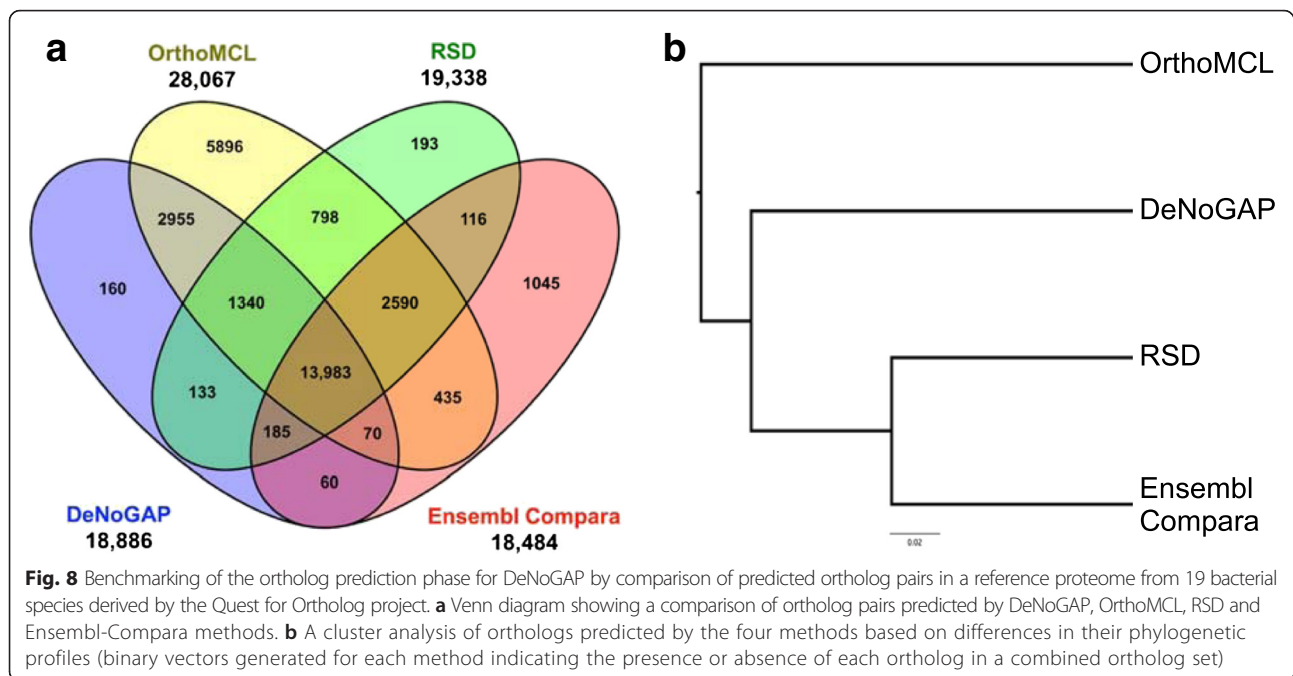 a
OrthoMCL
28,067
RSD
19,338
5896
193
2955
798
116
160
1340
2590
1045
13,983
133
435
185
70
60
DeNoGAP
18,886
Ensembl Compara
18,484
b
OrthoMCL
DeNoGAP
RSD
Ensembl
Compara
0.02
Fig. 8 Benchmarking of the ortholog prediction phase for DeNoGAP by comparison of predicted ortholog pairs in a reference proteome from 19 bacterial
species derived by the Quest for Ortholog project. a Venn diagram showing a comparison of ortholog pairs predicted by DeNoGAP, OrthoMCL, RSD and
Ensembl-Compara methods. b A cluster analysis of orthologs predicted by the four methods based on differences in their phylogenetic
profiles (binary vectors generated for each method indicating the presence or absence of each ortholog in a combined ortholog set)